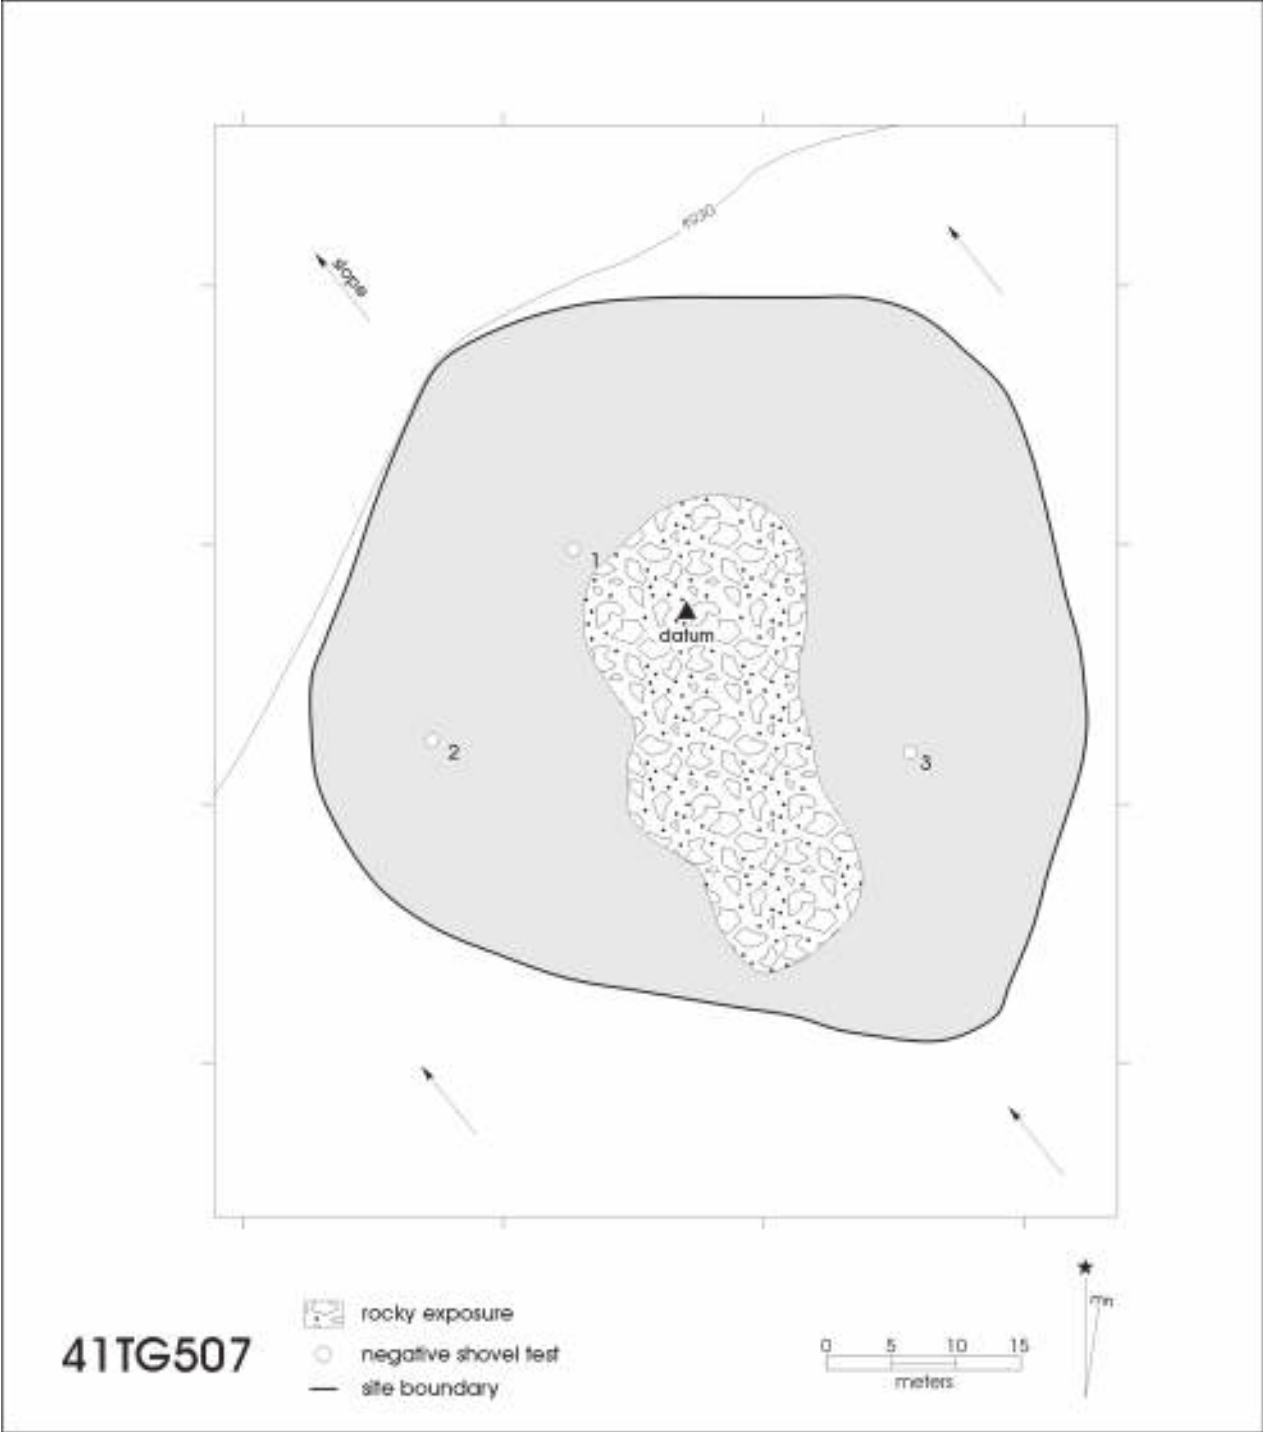 1930
slope
1
datum
2
3
mn
rocky exposure
41TG507
negative shovel test
site boundary
0 5 10 15
meters